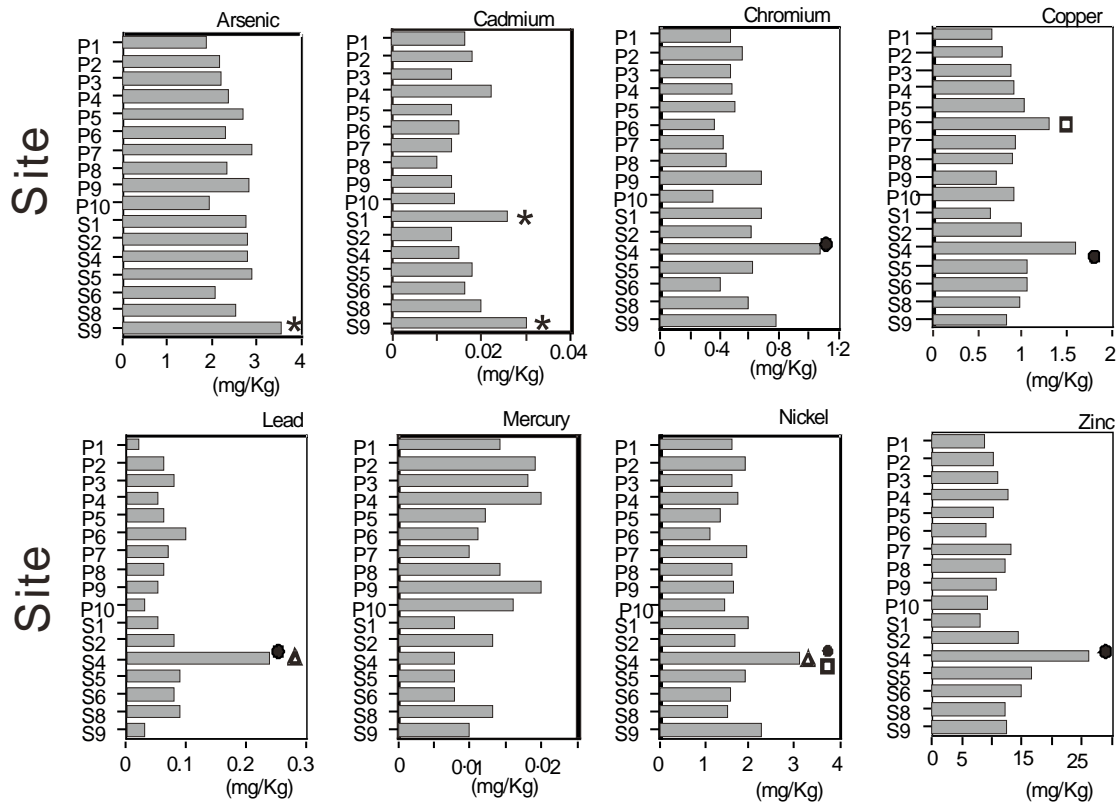 Arsenic
P1
P2
P3
P4
P5
P6
P7
P8
P9
P10
S1
S2
S4
S5
S6
S8
S9
0 1 2 3 4
(mg/Kg)
Cadmium
P1
P2
P3
P4
P5
P6
P7
P8
P9
P10
S1 *
S2
S4
S5
S6
S8
S9 *
0 0.02 0.04
(mg/Kg)
Chromium
P1
P2
P3
P4
P5
P6
P7
P8
P9
P10
S1
S2
S4
S5
S6
S8
S9
0 0·4 0·8 1·2
(mg/Kg)
Copper
P1
P2
P3
P4
P5
P6
P7
P8
P9
P10
S1
S2
S4
S5
S6
S8
S9
0 0.5 1 1.5 2
(mg/Kg)
Site
Lead
P1
P2
P3
P4
P5
P6
P7
P8
P9
P10
S1
S2
S4
S5
S6
S8
S9
0 0.1 0.2 0.3
(mg/Kg)
Mercury
P1
P2
P3
P4
P5
P6
P7
P8
P9
P10
S1
S2
S4
S5
S6
S8
S9
0 0·01 0·02
(mg/Kg)
Nickel
P1
P2
P3
P4
P5
P6
P7
P8
P9
P10
S1
S2
S4
S5
S6
S8
S9
0 1 2 3 4
(mg/Kg)
Zinc
P1
P2
P3
P4
P5
P6
P7
P8
P9
P10
S1
S2
S4
S5
S6
S8
S9
0 5 15 25
(mg/Kg)
Site